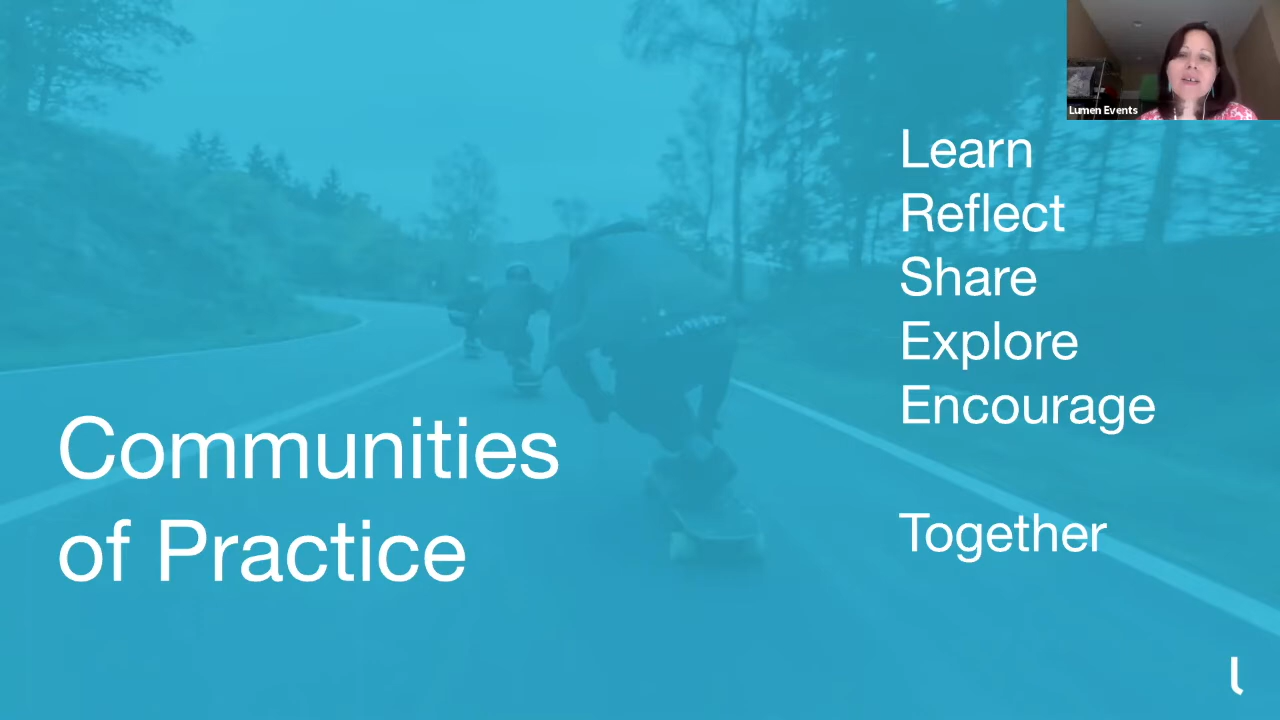 Lumen Events
Learn
Reflect
Share
Explore
Encourage
Together
Communities
of Practice